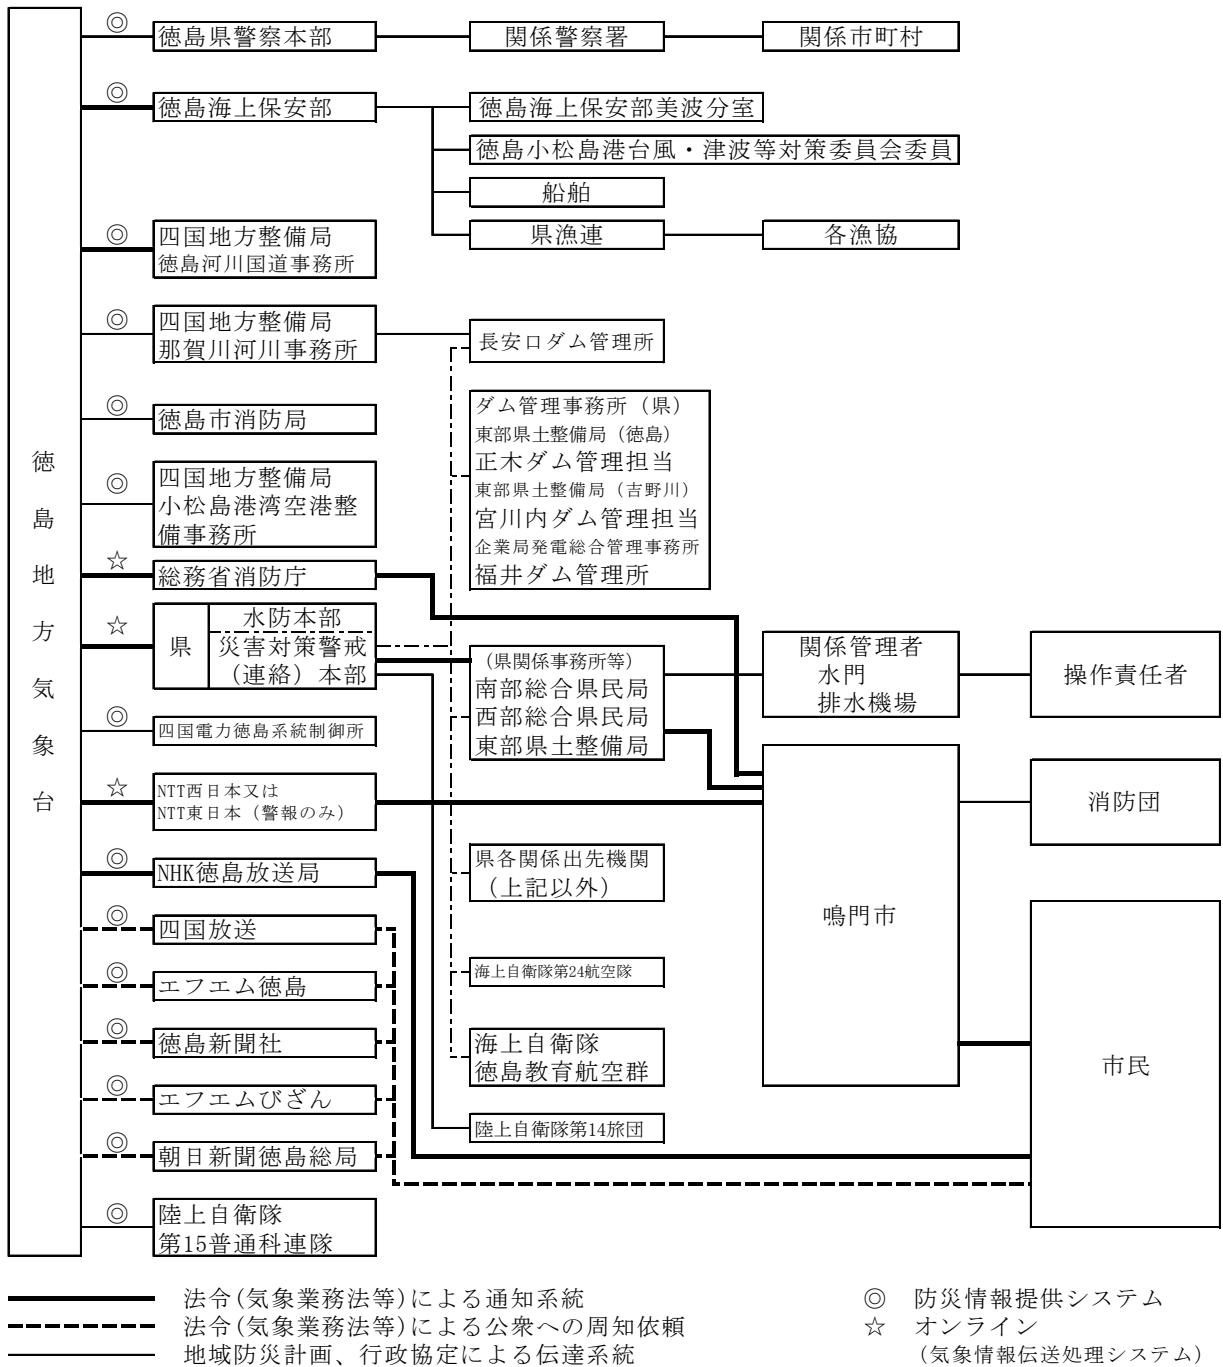 徳島地方気象台
◎
徳島県警察本部
関係警察署
関係市町村
◎
徳島海上保安部
徳島海上保安部美波分室
徳島小松島港台風・津波等対策委員会委員
船舶
県漁連
各漁協
◎
四国地方整備局
徳島河川国道事務所
◎
四国地方整備局
那賀川河川事務所
長安口ダム管理所
◎
徳島市消防局
ダム管理事務所（県）
東部県土整備局（徳島）
正木ダム管理担当
東部県土整備局（吉野川）
宮川内ダム管理担当
企業局発電総合管理事務所
福井ダム管理所
◎
四国地方整備局
小松島港湾空港整
備事務所
☆
総務省消防庁
☆
県
水防本部
災害対策警戒
（連絡）本部
（県関係事務所等）
南部総合県民局
西部総合県民局
東部県土整備局
関係管理者
水門
排水機場
操作責任者
◎
四国電力徳島系統制御所
☆
NTT西日本又は
NTT東日本（警報のみ）
鳴門市
消防団
◎
NHK徳島放送局
県各関係出先機関
（上記以外）
◎
四国放送
◎
エフエム徳島
海上自衛隊第24航空隊
◎
徳島新聞社
海上自衛隊
徳島教育航空群
市民
◎
エフエムびざん
陸上自衛隊第14旅団
◎
朝日新聞徳島総局
◎
陸上自衛隊
第15普通科連隊
法令(気象業務法等)による通知系統
法令(気象業務法等)による公衆への周知依頼
地域防災計画、行政協定による伝達系統
◎ 防災情報提供システム
☆ オンライン
（気象情報伝送処理システム）